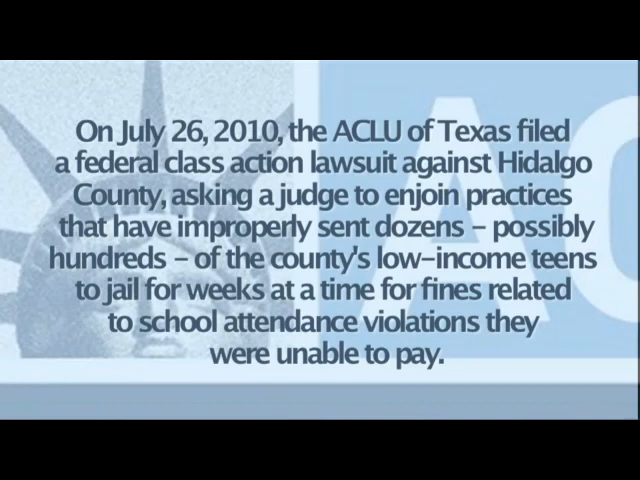 On July 26, 2010, the ACLU of Texas filed
a federal class action lawsuit against Hidalgo
County, asking a judge to enjoin practices
that have improperly sent dozens – possibly
hundreds – of the county's low-income teens
to jail for weeks at a time for fines related
to school attendance violations they
were unable to pay.
AC